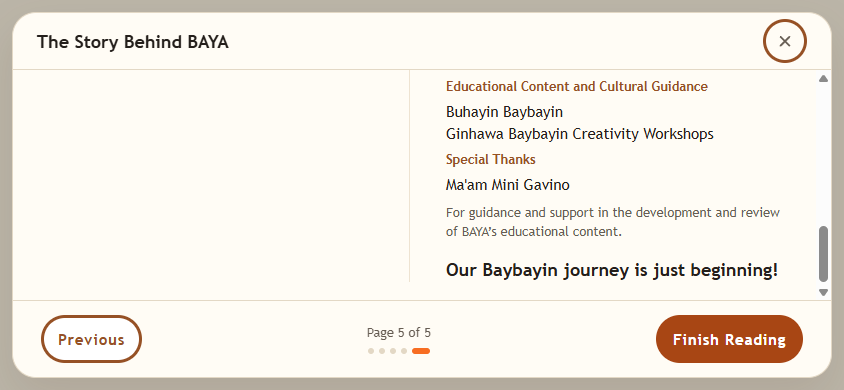 The Story Behind BAYA
Educational Content and Cultural Guidance
Buhayin Baybayin
Ginhawa Baybayin Creativity Workshops
Special Thanks
Ma'am Mini Gavino
For guidance and support in the development and review
of BAYA’s educational content.
Our Baybayin journey is just beginning!
Previous
Page 5 of 5
Finish Reading